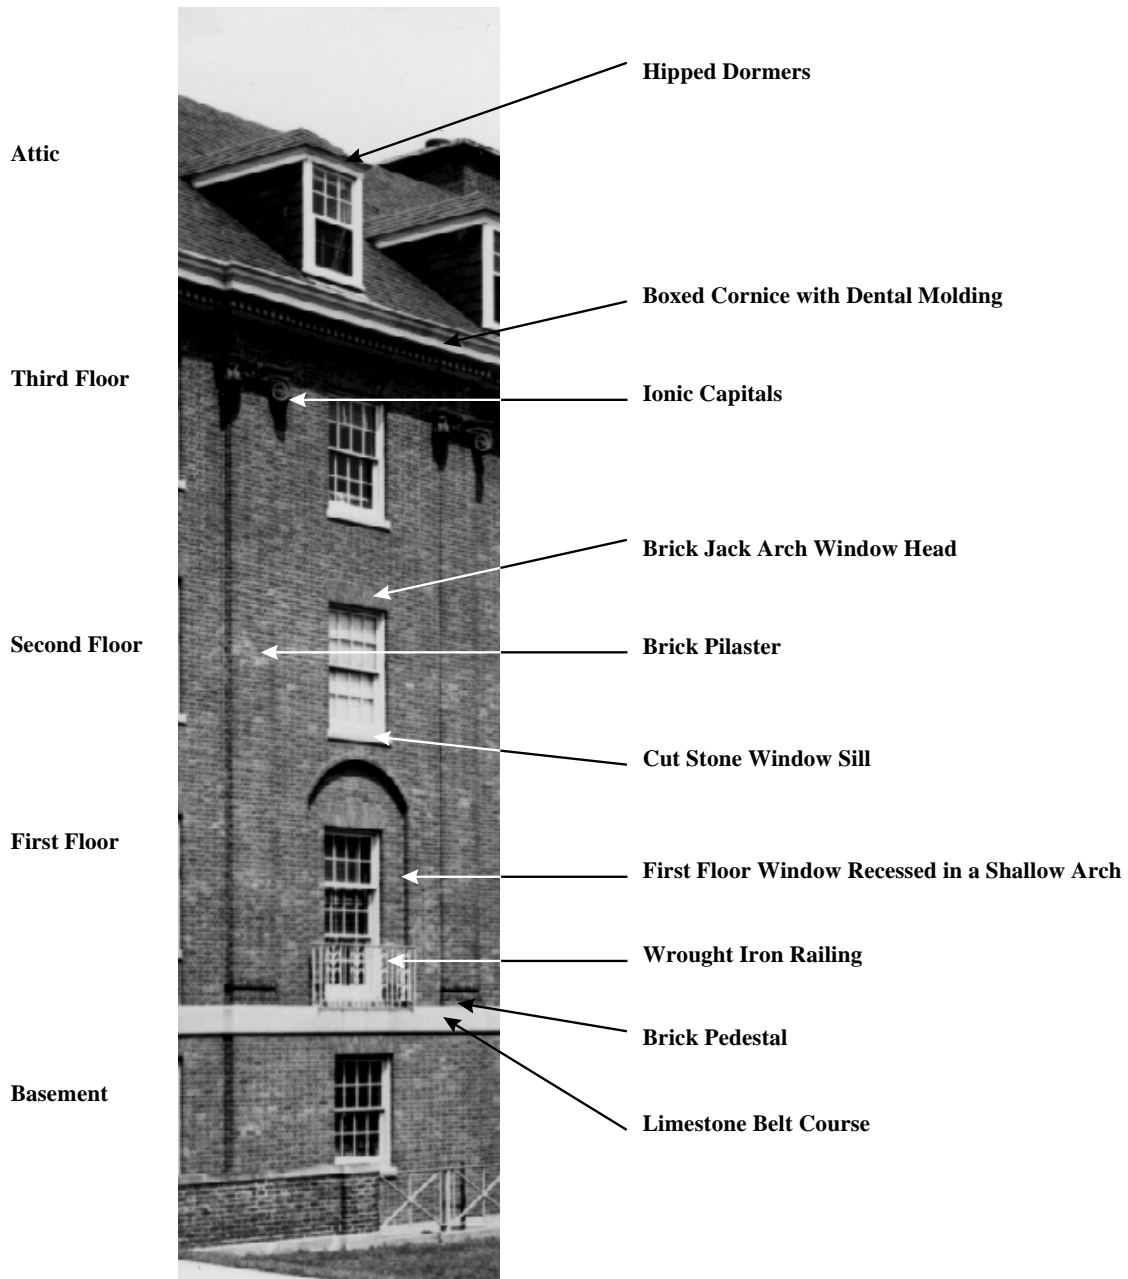 Hipped Dormers
Attic
Boxed Cornice with Dental Molding
Third Floor
Ionic Capitals
Brick Jack Arch Window Head
Second Floor
Brick Pilaster
Cut Stone Window Sill
First Floor
First Floor Window Recessed in a Shallow Arch
Wrought Iron Railing
Brick Pedestal
Basement
Limestone Belt Course